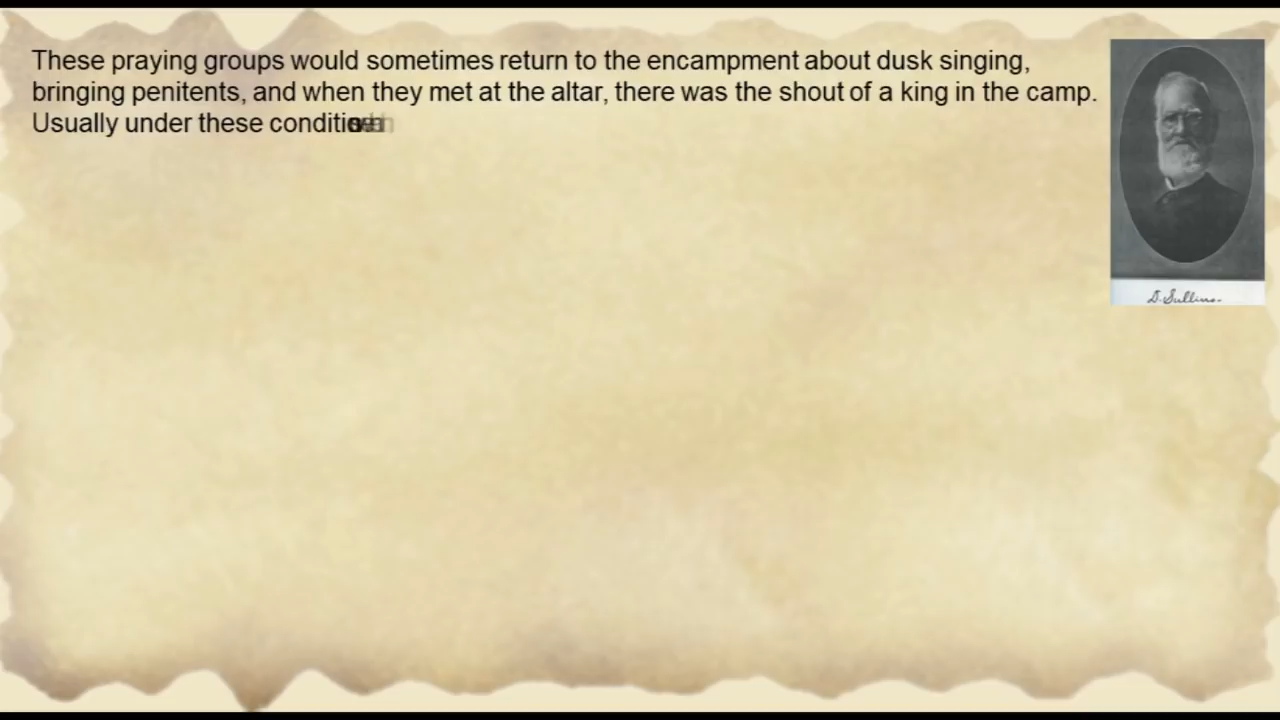 These praying groups would sometimes return to the encampment about dusk singing,
bringing penitents, and when they met at the altar, there was the shout of a king in the camp.
Usually under these
D. Sullins.